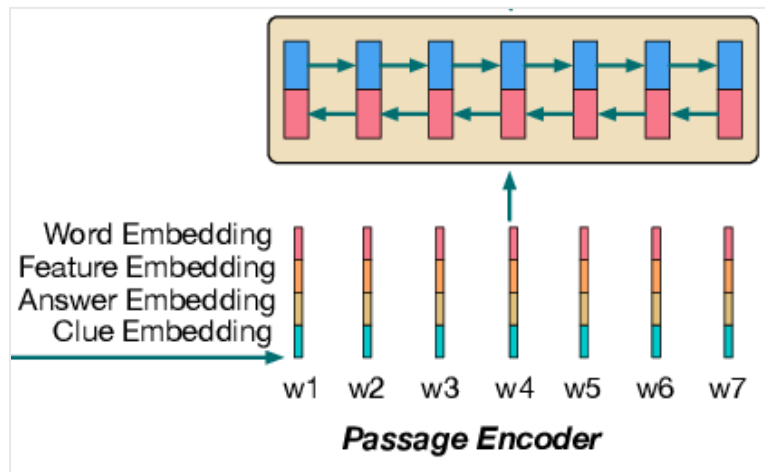 Word Embedding
Feature Embedding
Answer Embedding
Clue Embedding
w1 w2 w3 w4 w5 w6 w7
Passage Encoder